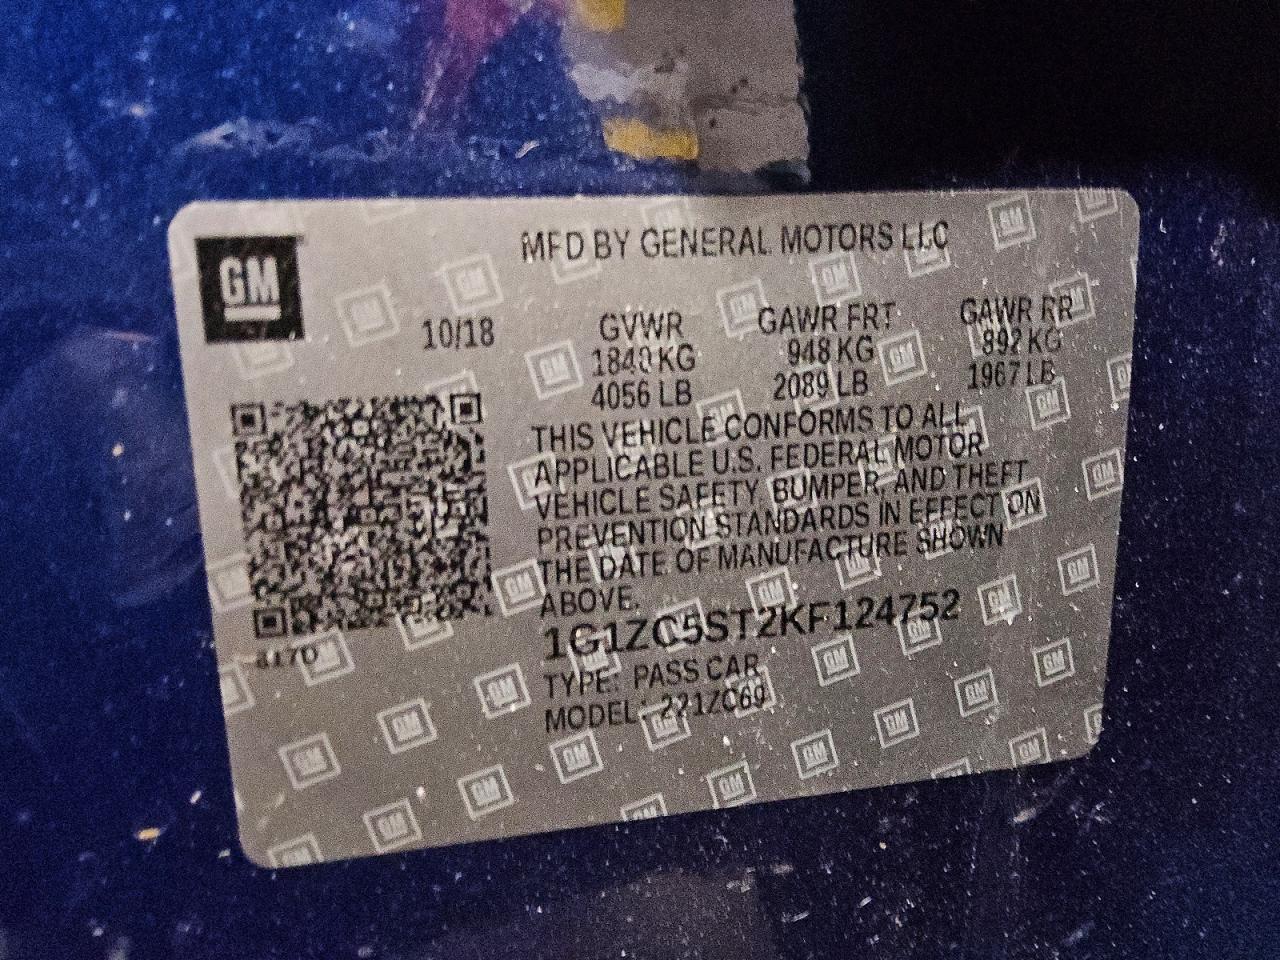 GM
MFD BY GENERAL MOTORS LLC
10/18 GVWR GAWR FRT GAWR RR
1840 KG 948 KG 892 KG
4056 LB 2089 LB 1967 LB
THIS VEHICLE CONFORMS TO ALL
APPLICABLE U.S. FEDERAL MOTOR
VEHICLE SAFETY, BUMPER, AND THEFT
PREVENTION STANDARDS IN EFFECT ON
THE DATE OF MANUFACTURE SHOWN
ABOVE.
1G1ZC5ST2KF124752
TYPE: PASS CAR
MODEL: 221ZC69